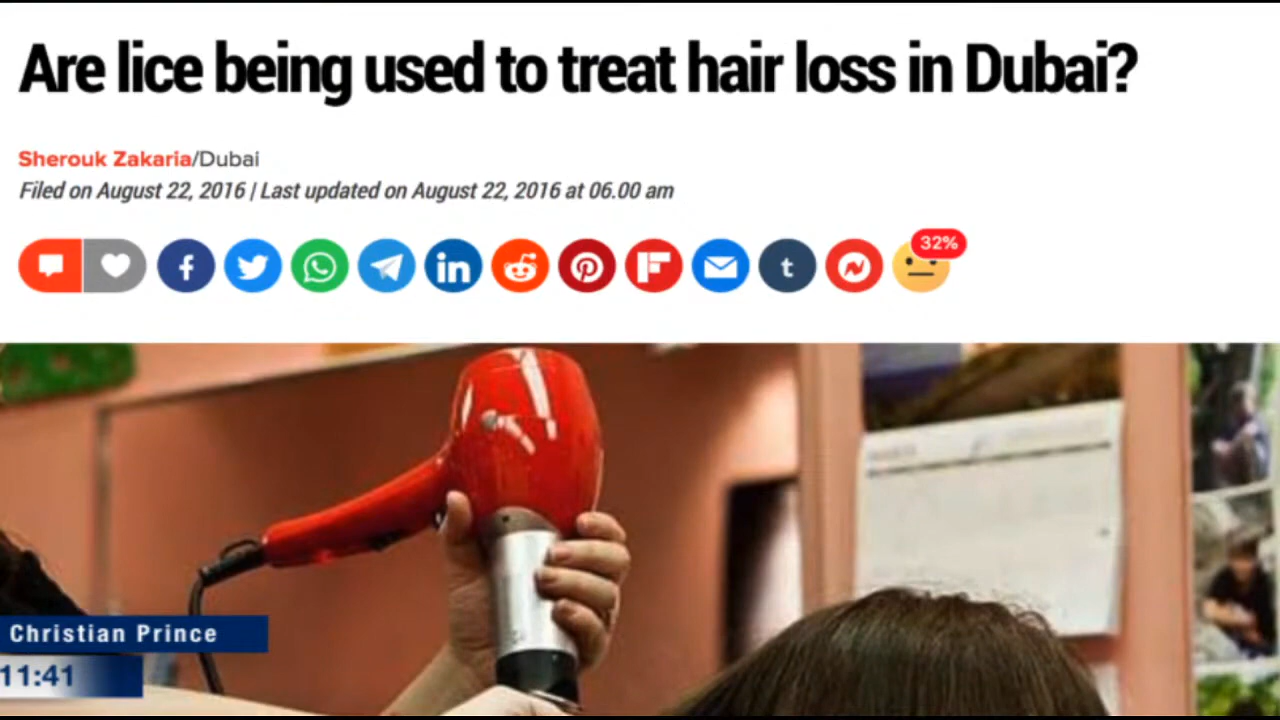 Are lice being used to treat hair loss in Dubai?
Sherouk Zakaria/Dubai
Filed on August 22, 2016 | Last updated on August 22, 2016 at 06.00 am
32%
Christian Prince
11:41